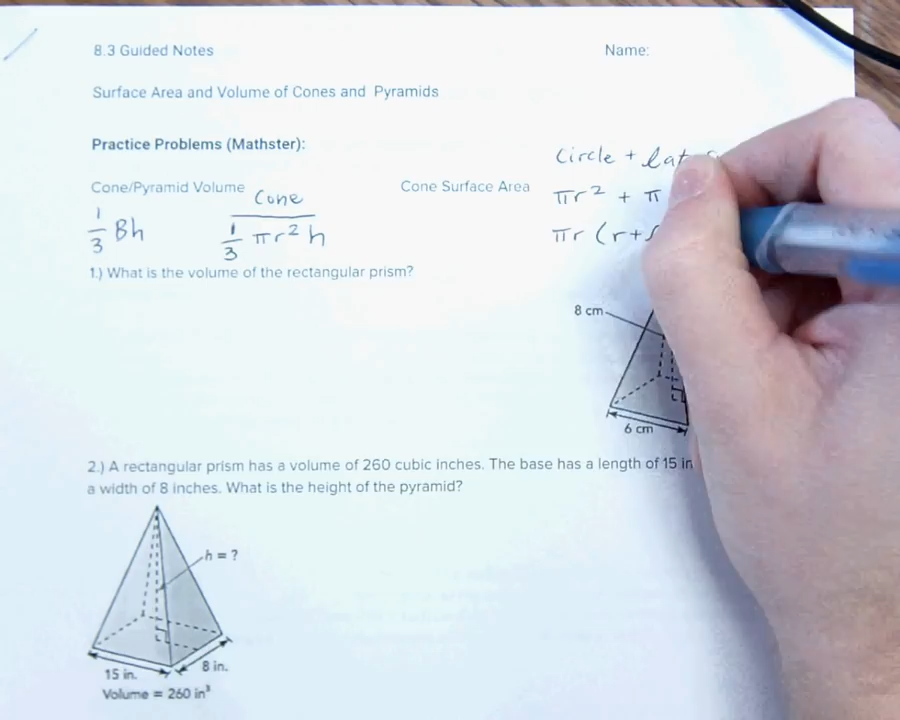 8.3 Guided Notes
Name:
Surface Area and Volume of Cones and Pyramids
Practice Problems (Mathster):
Cone/Pyramid Volume
Cone
Cone Surface Area
Circle +
1/3 Bh
1/3 πr²h
πr² + π
πr (r+
1.) What is the volume of the rectangular prism?
8 cm
6 cm
2.) A rectangular prism has a volume of 260 cubic inches. The base has a length of 15 in
a width of 8 inches. What is the height of the pyramid?
h = ?
15 in.
8 in.
Volume = 260 in³